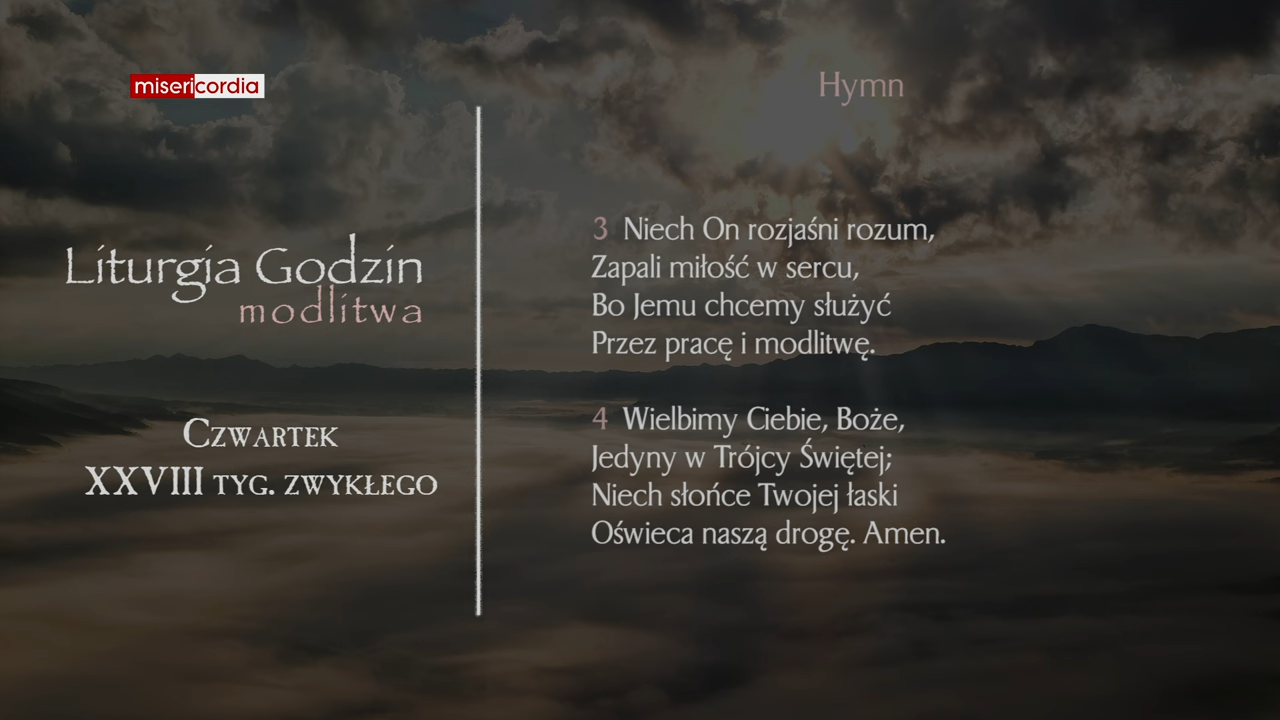 misericordia
Liturgia Godzin
modlitwa
Czwartek
XXVIII tyg. zwykłego
Hymn
3 Niech On rozjaśni rozum,
Zapali miłość w sercu,
Bo Jemu chcemy służyć
Przez pracę i modlitwę.
4 Wielbimy Ciebie, Boże,
Jedyny w Trójcy Świętej;
Niech słońce Twojej łaski
Oświeca naszą drogę. Amen.